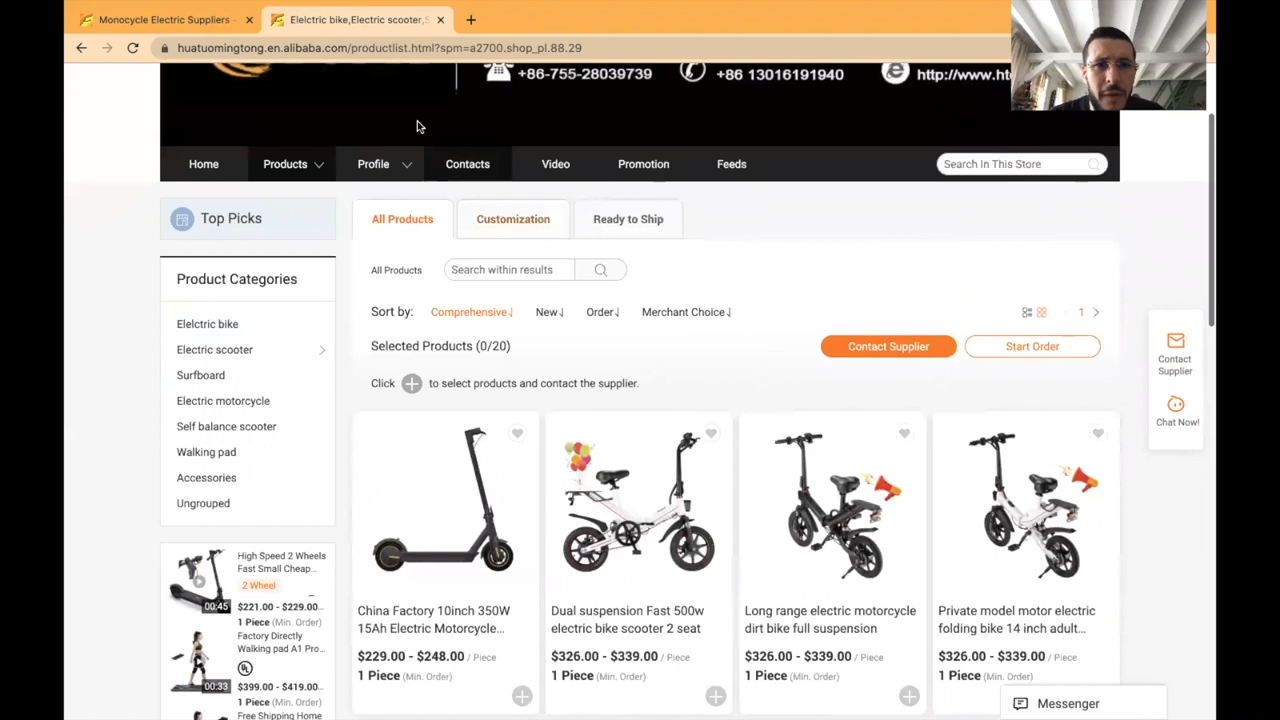 Monocycle Electric Suppliers
Elelctric bike,Electric scooter,S
huatuomingtong.en.alibaba.com/productlist.html?spm=a2700.shop_pl.88.29
+86-755-28039739
+86 13016191940
http://www.ht
Home
Products
Profile
Contacts
Video
Promotion
Feeds
Search In This Store
Top Picks
All Products
Customization
Ready to Ship
Product Categories
Elelctric bike
Electric scooter
Surfboard
Electric motorcycle
Self balance scooter
Walking pad
Accessories
Ungrouped
All Products
Search within results
Sort by:
Comprehensive
New
Order
Merchant Choice
1
Selected Products (0/20)
Contact Supplier
Start Order
Click
to select products and contact the supplier.
Contact
Supplier
Chat Now!
High Speed 2 Wheels
Fast Small Cheap...
2 Wheel
$221.00 - $229.00...
00:45
1 Piece (Min. Order)
Factory Directly
Walking pad A1 Pro...
UL
00:33
$399.00 - $419.00...
1 Piece (Min. Order)
Free Shipping Home
China Factory 10inch 350W
15Ah Electric Motorcycle...
$229.00 - $248.00 / Piece
1 Piece (Min. Order)
Dual suspension Fast 500w
electric bike scooter 2 seat
$326.00 - $339.00 / Piece
1 Piece (Min. Order)
Long range electric motorcycle
dirt bike full suspension
$326.00 - $339.00 / Piece
1 Piece (Min. Order)
Private model motor electric
folding bike 14 inch adult...
$326.00 - $339.00 / Piece
1 Piece (Min. Order)
Messenger